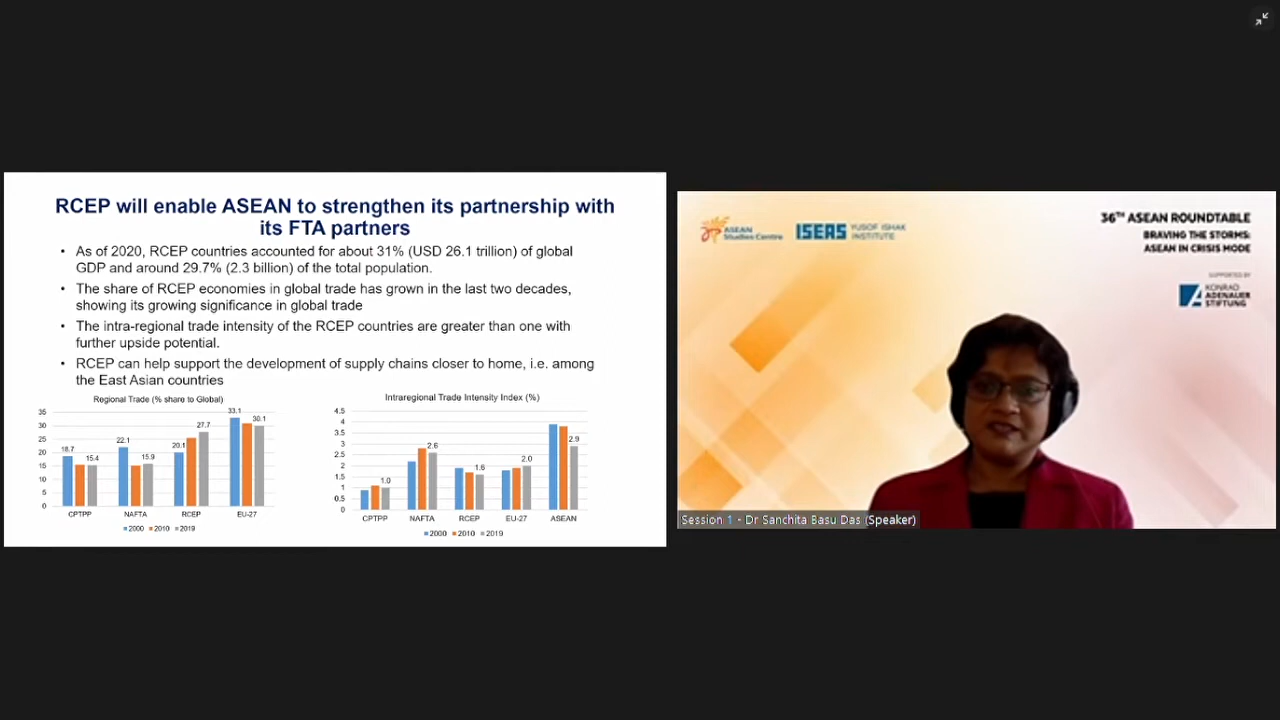 RCEP will enable ASEAN to strengthen its partnership with
its FTA partners
• As of 2020, RCEP countries accounted for about 31% (USD 26.1 trillion) of global
GDP and around 29.7% (2.3 billion) of the total population.
• The share of RCEP economies in global trade has grown in the last two decades,
showing its growing significance in global trade
• The intra-regional trade intensity of the RCEP countries are greater than one with
further upside potential.
• RCEP can help support the development of supply chains closer to home, i.e. among
the East Asian countries
Regional Trade (% share to Global)
35
30
25
20
15
10
5
0
18.7
15.4
22.1
15.9
20.1
27.7
33.1
30.1
CPTPP NAFTA RCEP EU-27
2000 2010 2019
Intraregional Trade Intensity Index (%)
4.5
4
3.5
3
2.5
2
1.5
1
0.5
0
1.0
2.6
1.6
2.0
2.9
CPTPP NAFTA RCEP EU-27 ASEAN
2000 2010 2019
ASEAN
Studies Centre
ISEAS YUSOF ISHAK
INSTITUTE
36TH ASEAN ROUNDTABLE
BRAVING THE STORMS:
ASEAN IN CRISIS MODE
SUPPORTED BY
KONRAD
ADENAUER
STIFTUNG
Session 1 - Dr Sanchita Basu Das (Speaker)